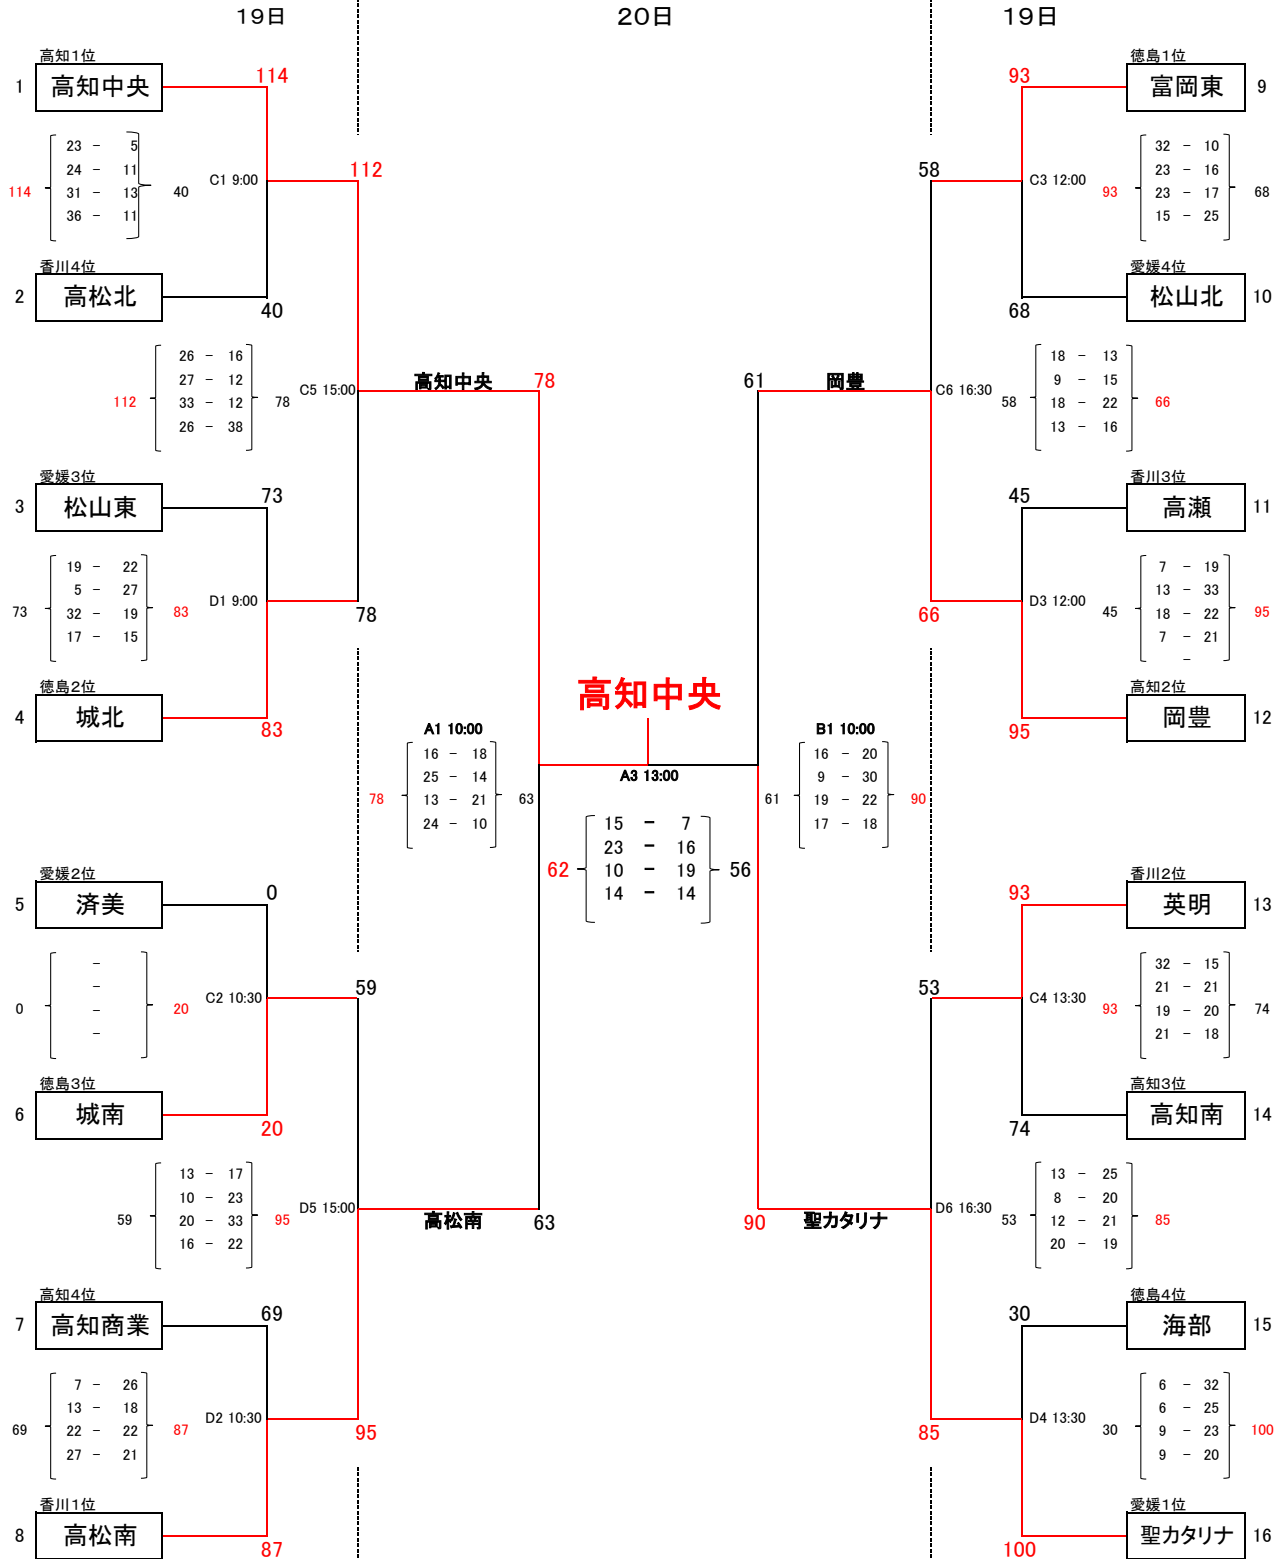 19日
20日
19日
高知1位
1 高知中央 114
23 - 5
24 - 11
31 - 13
36 - 11
114 40
C1 9:00
112
香川4位
2 高松北
40
26 - 16
27 - 12
33 - 12
26 - 38
112 78
C5 15:00
高知中央 78
愛媛3位
3 松山東 73
19 - 22
5 - 27
32 - 19
17 - 15
73 83
D1 9:00
78
徳島2位
4 城北
83
A1 10:00
16 - 18
25 - 14
13 - 21
24 - 10
78 63
愛媛2位
5 済美 0
-
-
-
-
0 20
C2 10:30
59
徳島3位
6 城南
20
13 - 17
10 - 23
20 - 33
16 - 22
59 95
D5 15:00
高松南 63
高知4位
7 高知商業 69
7 - 26
13 - 18
22 - 22
27 - 21
69 87
D2 10:30
95
香川1位
8 高松南
87
高知中央
A3 13:00
15 - 7
23 - 16
10 - 19
14 - 14
62 56
徳島1位
93 富岡東 9
32 - 10
23 - 16
23 - 17
15 - 25
93 68
C3 12:00
58
愛媛4位
松山北 10
68
18 - 13
9 - 15
18 - 22
13 - 16
58 66
C6 16:30
61 岡豊
香川3位
45 高瀬 11
7 - 19
13 - 33
18 - 22
7 - 21
-
45 95
D3 12:00
66
高知2位
岡豊 12
95
B1 10:00
16 - 20
9 - 30
19 - 22
17 - 18
61 90
香川2位
93 英明 13
32 - 15
21 - 21
19 - 20
21 - 18
93 74
C4 13:30
53
高知3位
高知南 14
74
13 - 25
8 - 20
12 - 21
20 - 19
53 85
D6 16:30
90 聖カタリナ
徳島4位
30 海部 15
6 - 32
6 - 25
9 - 23
9 - 20
30 100
D4 13:30
85
愛媛1位
聖カタリナ 16
100